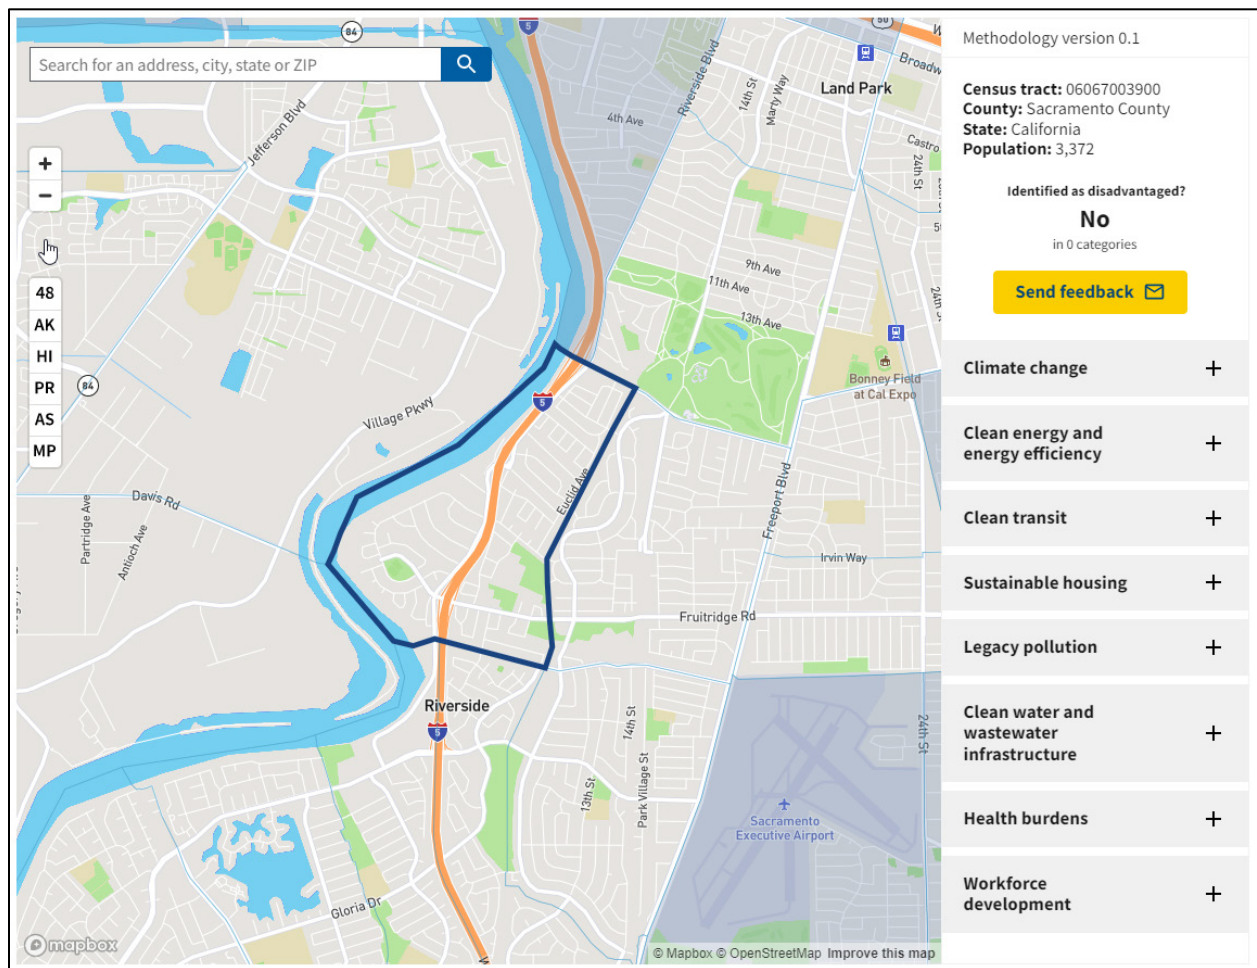 Search for an address, city, state or ZIP
+
−
48
AK
HI
PR
AS
MP
84
5
50
Broadw
Land Park
Riverside Blvd
14th St
Marty Way
4th Ave
Castro
24th St
Jefferson Blvd
9th Ave
11th Ave
13th Ave
24th St
Bonney Field
at Cal Expo
84
5
Village Pkwy
Davis Rd
Partridge Ave
Antioch Ave
Euclid Ave
Freeport Blvd
Irvin Way
Fruitridge Rd
Riverside
5
14th St
13th St
Park Village St
24th St
Sacramento
Executive Airport
Gloria Dr
mapbox
© Mapbox © OpenStreetMap Improve this map
Methodology version 0.1
Census tract: 06067003900
County: Sacramento County
State: California
Population: 3,372
Identified as disadvantaged?
No
in 0 categories
Send feedback
Climate change +
Clean energy and
energy efficiency +
Clean transit +
Sustainable housing +
Legacy pollution +
Clean water and
wastewater
infrastructure +
Health burdens +
Workforce
development +